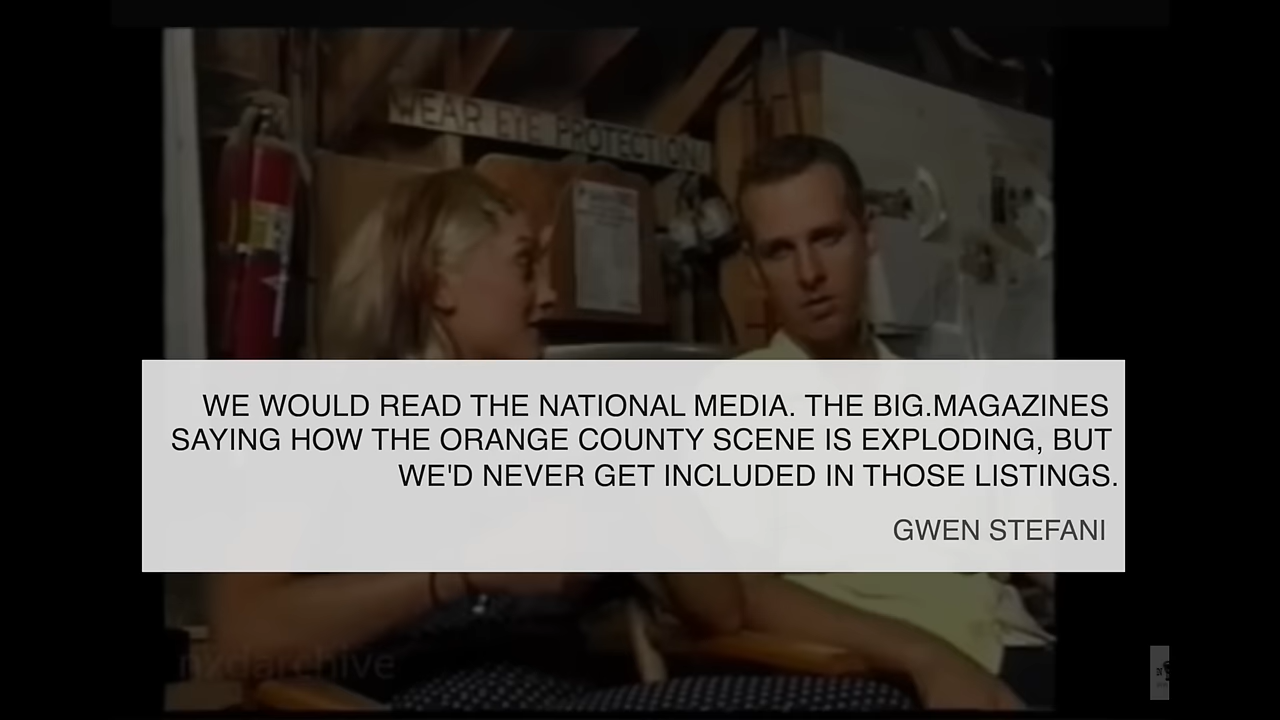 WEAR EYE PROTECTION
WE WOULD READ THE NATIONAL MEDIA. THE BIG.MAGAZINES
SAYING HOW THE ORANGE COUNTY SCENE IS EXPLODING, BUT
WE'D NEVER GET INCLUDED IN THOSE LISTINGS.
GWEN STEFANI
nxdarchive